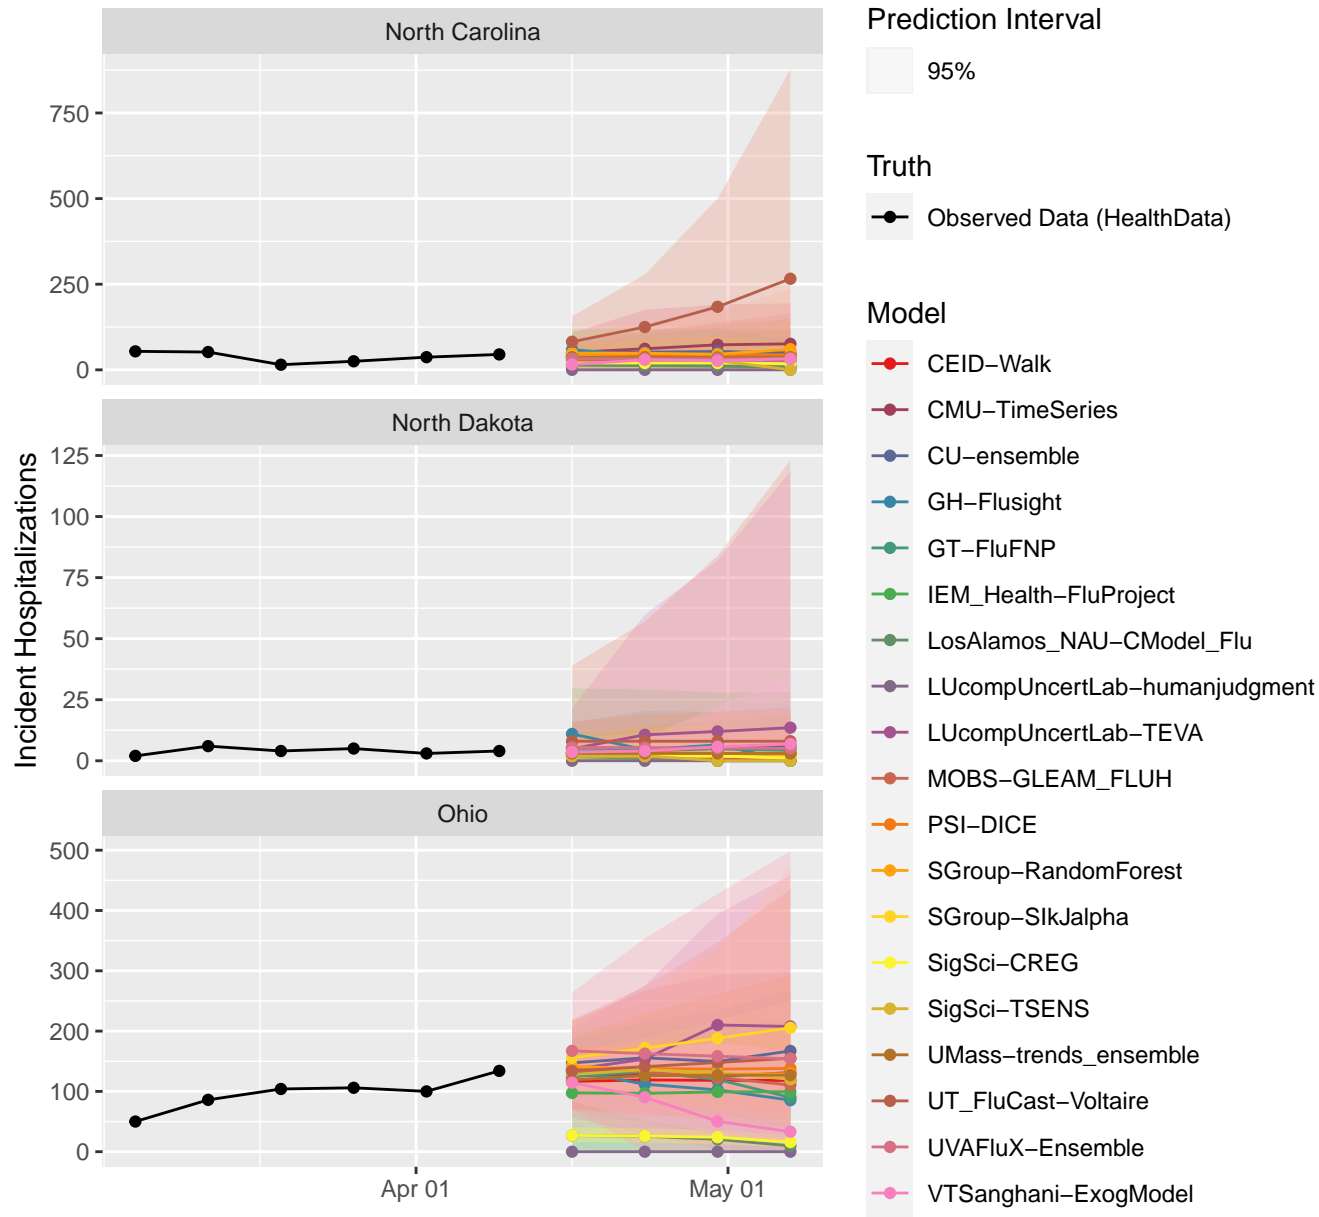 North Carolina
750
500
250
0
North Dakota
125
100
75
50
25
0
Ohio
500
400
300
200
100
0
Apr 01
May 01
Incident Hospitalizations
Prediction Interval
95%
Truth
Observed Data (HealthData)
Model
CEID−Walk
CMU−TimeSeries
CU−ensemble
GH−Flusight
GT−FluFNP
IEM_Health−FluProject
LosAlamos_NAU−CModel_Flu
LUcompUncertLab−humanjudgment
LUcompUncertLab−TEVA
MOBS−GLEAM_FLUH
PSI−DICE
SGroup−RandomForest
SGroup−SIkJalpha
SigSci−CREG
SigSci−TSENS
UMass−trends_ensemble
UT_FluCast−Voltaire
UVAFluX−Ensemble
VTSanghani−ExogModel